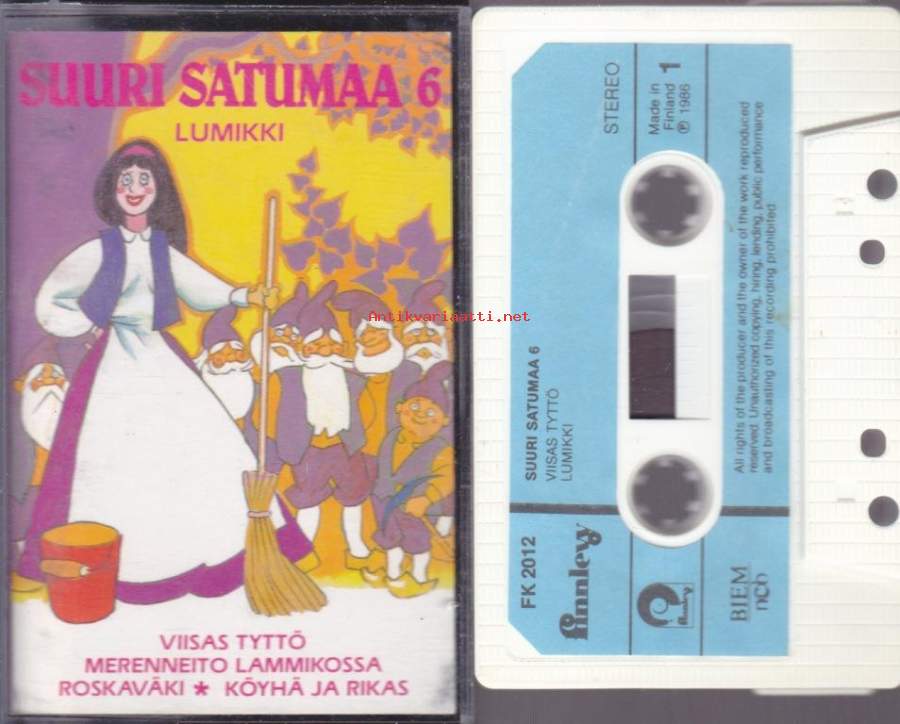 SUURI SATUMAA 6
LUMIKKI
VIISAS TYTTÖ
MERENNEITO LAMMIKOSSA
ROSKAVÄKI * KÖYHÄ JA RIKAS
Antikvariaatti.net
STEREO
Made in
Finland
℗ 1986
1
SUURI SATUMAA 6
VIISAS TYTTÖ
LUMIKKI
All rights of the producer and the owner of the work reproduced
reserved. Unauthorized copying, hiring, lending, public performance
and broadcasting of this recording prohibited
FK 2012
finnlevy
BIEM
ncb